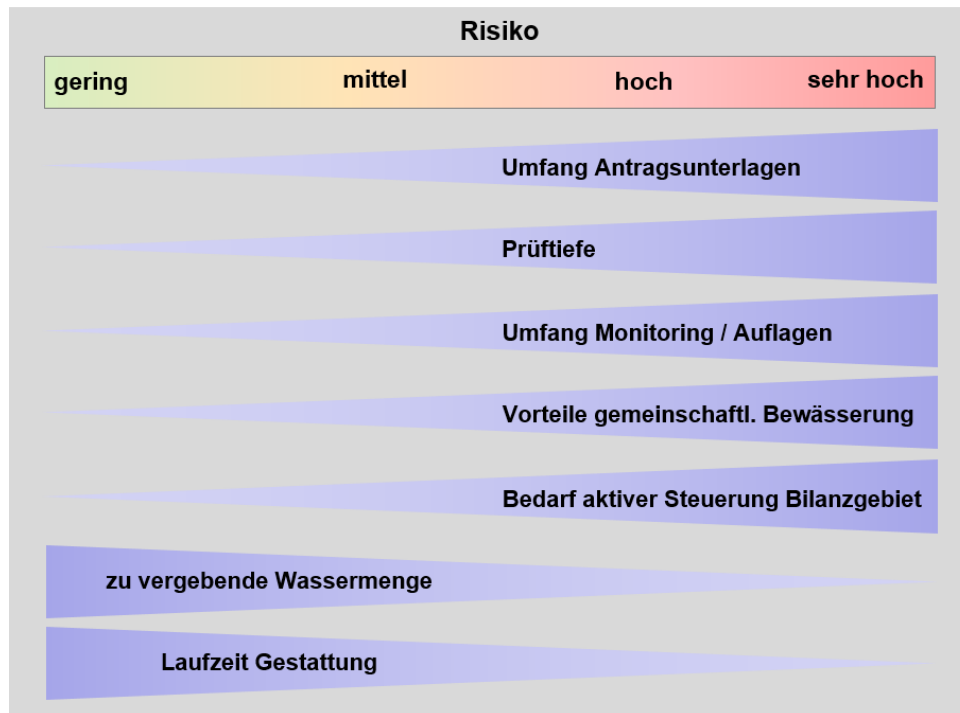 Risiko
gering mittel hoch sehr hoch
Umfang Antragsunterlagen
Prüftiefe
Umfang Monitoring / Auflagen
Vorteile gemeinschaftl. Bewässerung
Bedarf aktiver Steuerung Bilanzgebiet
zu vergebende Wassermenge
Laufzeit Gestattung